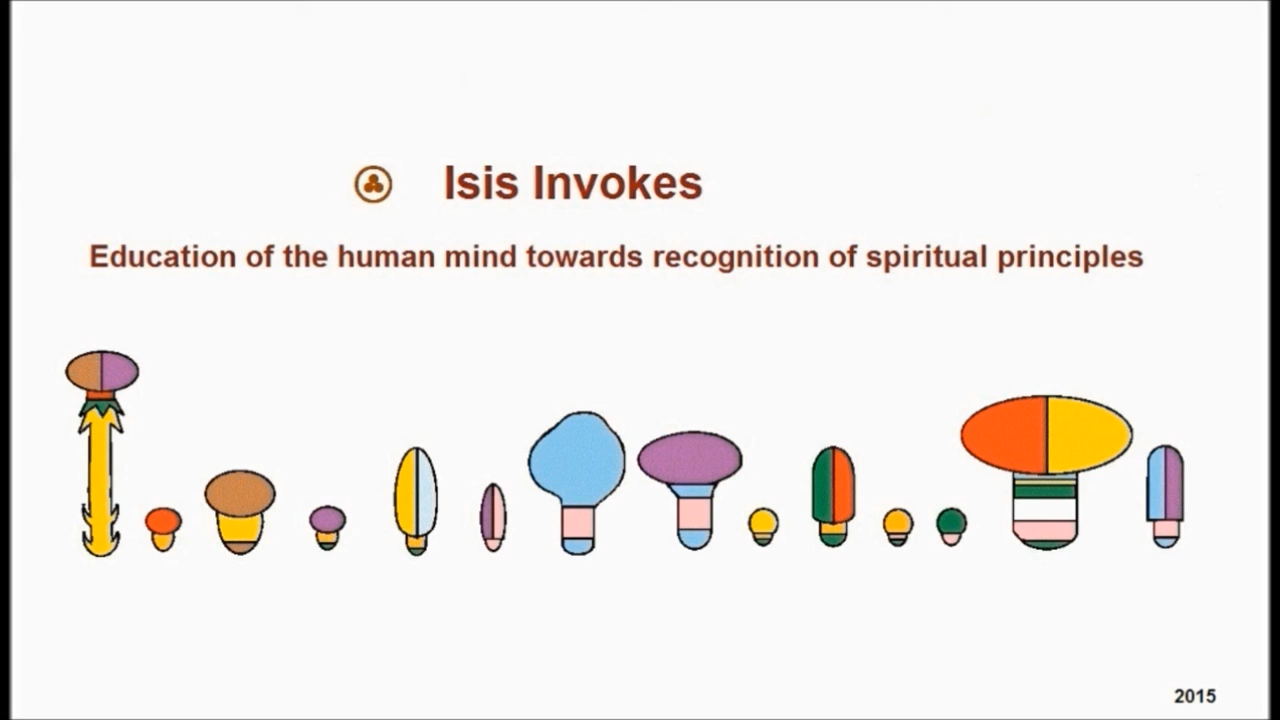 Isis Invokes
Education of the human mind towards recognition of spiritual principles
2015